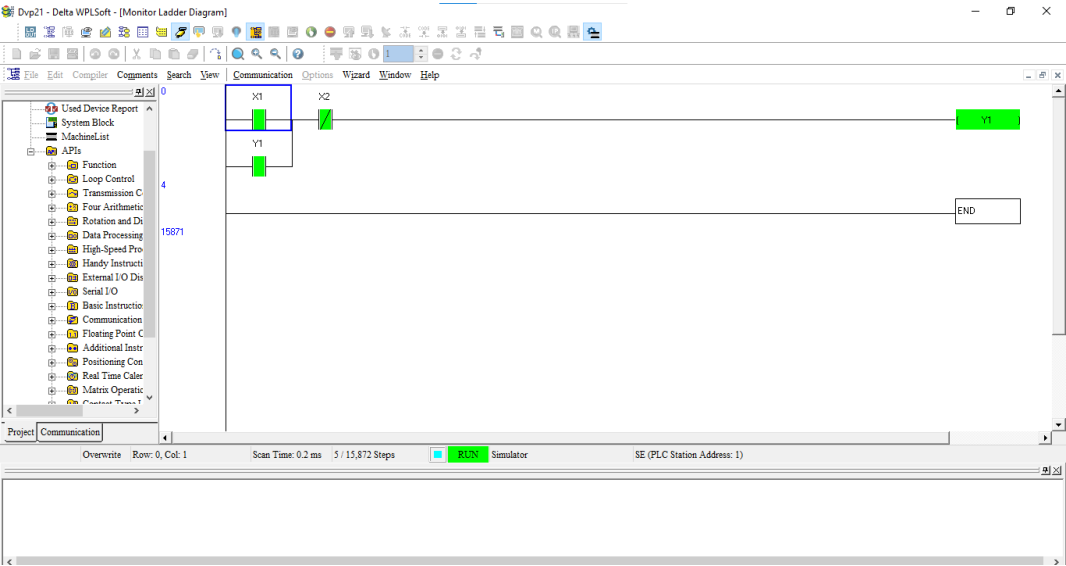 Dvp21 - Delta WPLSoft - [Monitor Ladder Diagram]
1
File Edit Compiler Comments Search View Communication Options Wizard Window Help
Used Device Report
System Block
MachineList
APIs
Function
Loop Control
Transmission C
Four Arithmetic
Rotation and Di
Data Processing
High-Speed Pro
Handy Instructi
External I/O Dis
Serial I/O
Basic Instructio
Communication
Floating Point C
Additional Instr
Positioning Con
Real Time Calen
Matrix Operatic
Contact Type I
Project Communication
0
X1 X2
Y1
Y1
4
END
15871
Overwrite Row: 0, Col: 1 Scan Time: 0.2 ms 5 / 15,872 Steps RUN Simulator SE (PLC Station Address: 1)